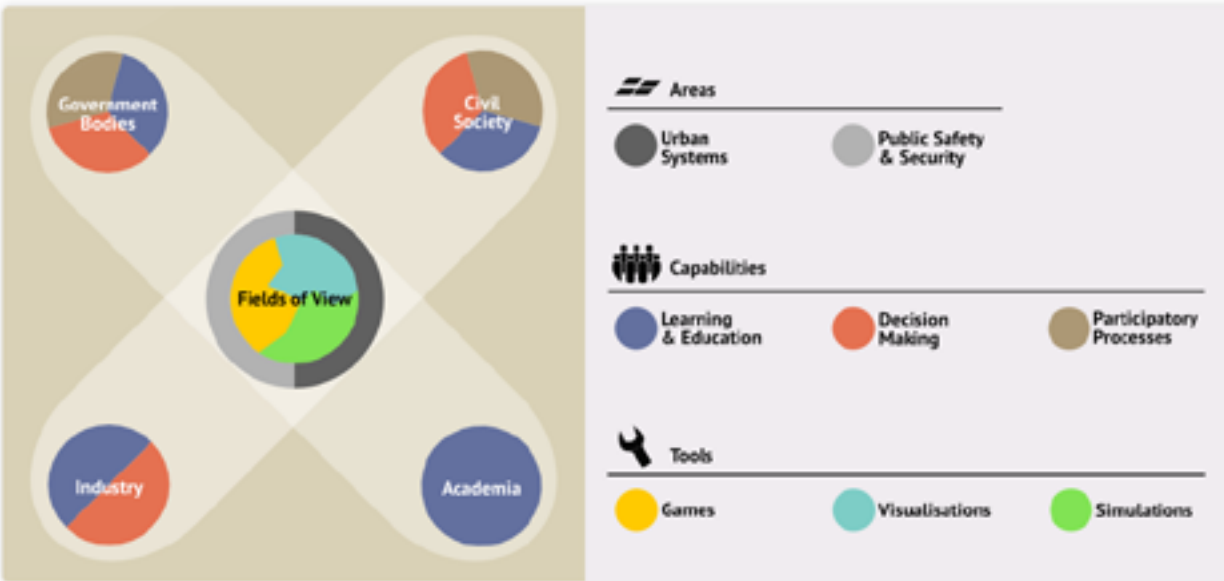 Government
Bodies
Civil
Society
Fields of View
Industry
Academia
Areas
Urban
Systems
Public Safety
& Security
Capabilities
Learning
& Education
Decision
Making
Participatory
Processes
Tools
Games
Visualisations
Simulations